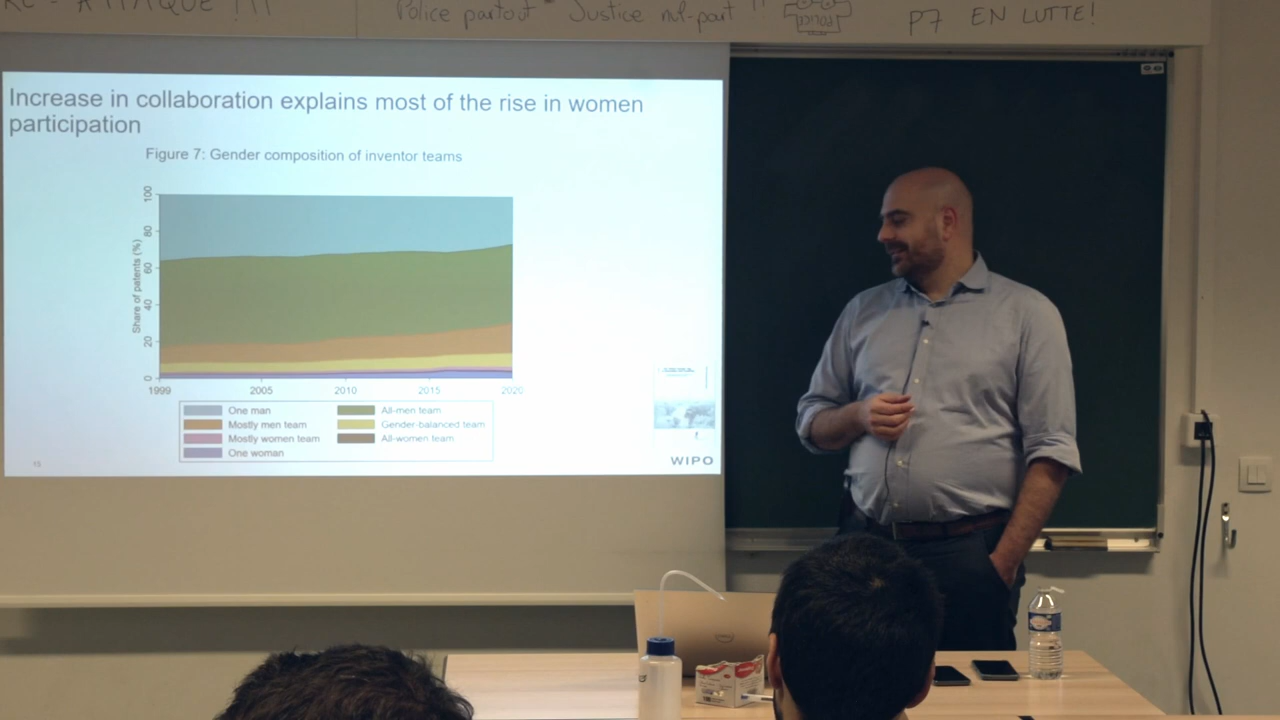 ATTAQUE !!!
Police partout Justice nul-part !!
POLICE
P7 EN LUTTE!
Increase in collaboration explains most of the rise in women
participation
Figure 7: Gender composition of inventor teams
Share of patents (%)
100
80
60
40
20
0
1999 2005 2010 2015 2020
One man All-men team
Mostly men team Gender-balanced team
Mostly women team All-women team
One woman
WIPO